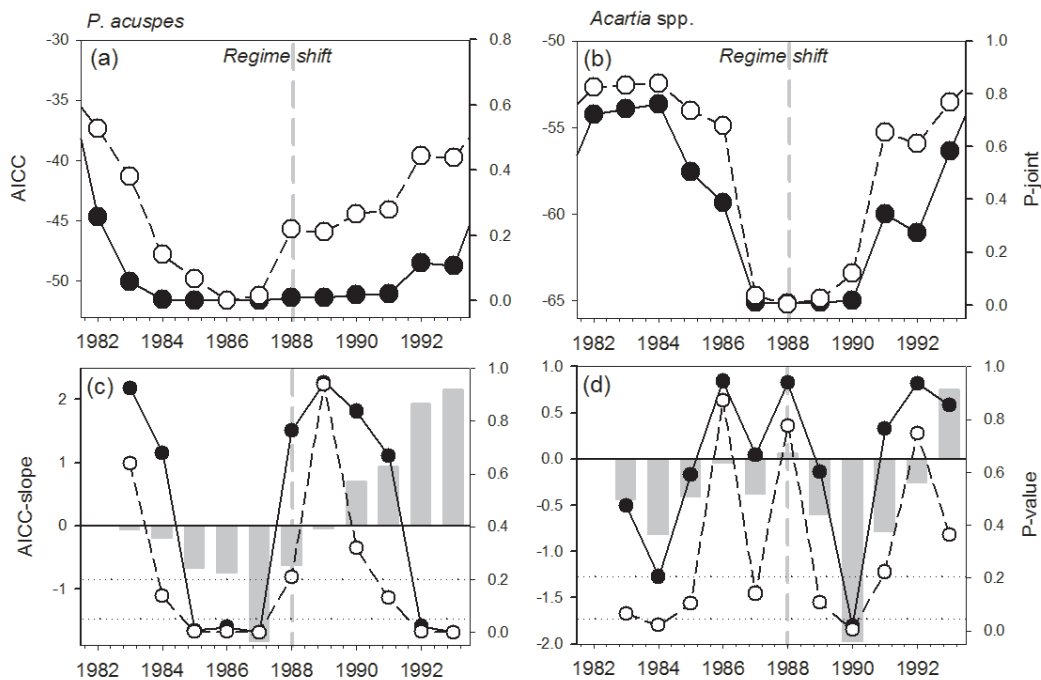 P. acuspes
Acartia spp.
-30
-35
-40
-45
-50
AICC
(a)
Regime shift
0.8
0.6
0.4
0.2
0.0
1982 1984 1986 1988 1990 1992
-50
-55
-60
-65
(b)
Regime shift
1.0
0.8
0.6
0.4
0.2
0.0
P-joint
1982 1984 1986 1988 1990 1992
2
1
0
-1
AICC-slope
(c)
1.0
0.8
0.6
0.4
0.2
0.0
1982 1984 1986 1988 1990 1992
1.0
0.5
0.0
-0.5
-1.0
-1.5
-2.0
(d)
1.0
0.8
0.6
0.4
0.2
0.0
P-value
1982 1984 1986 1988 1990 1992